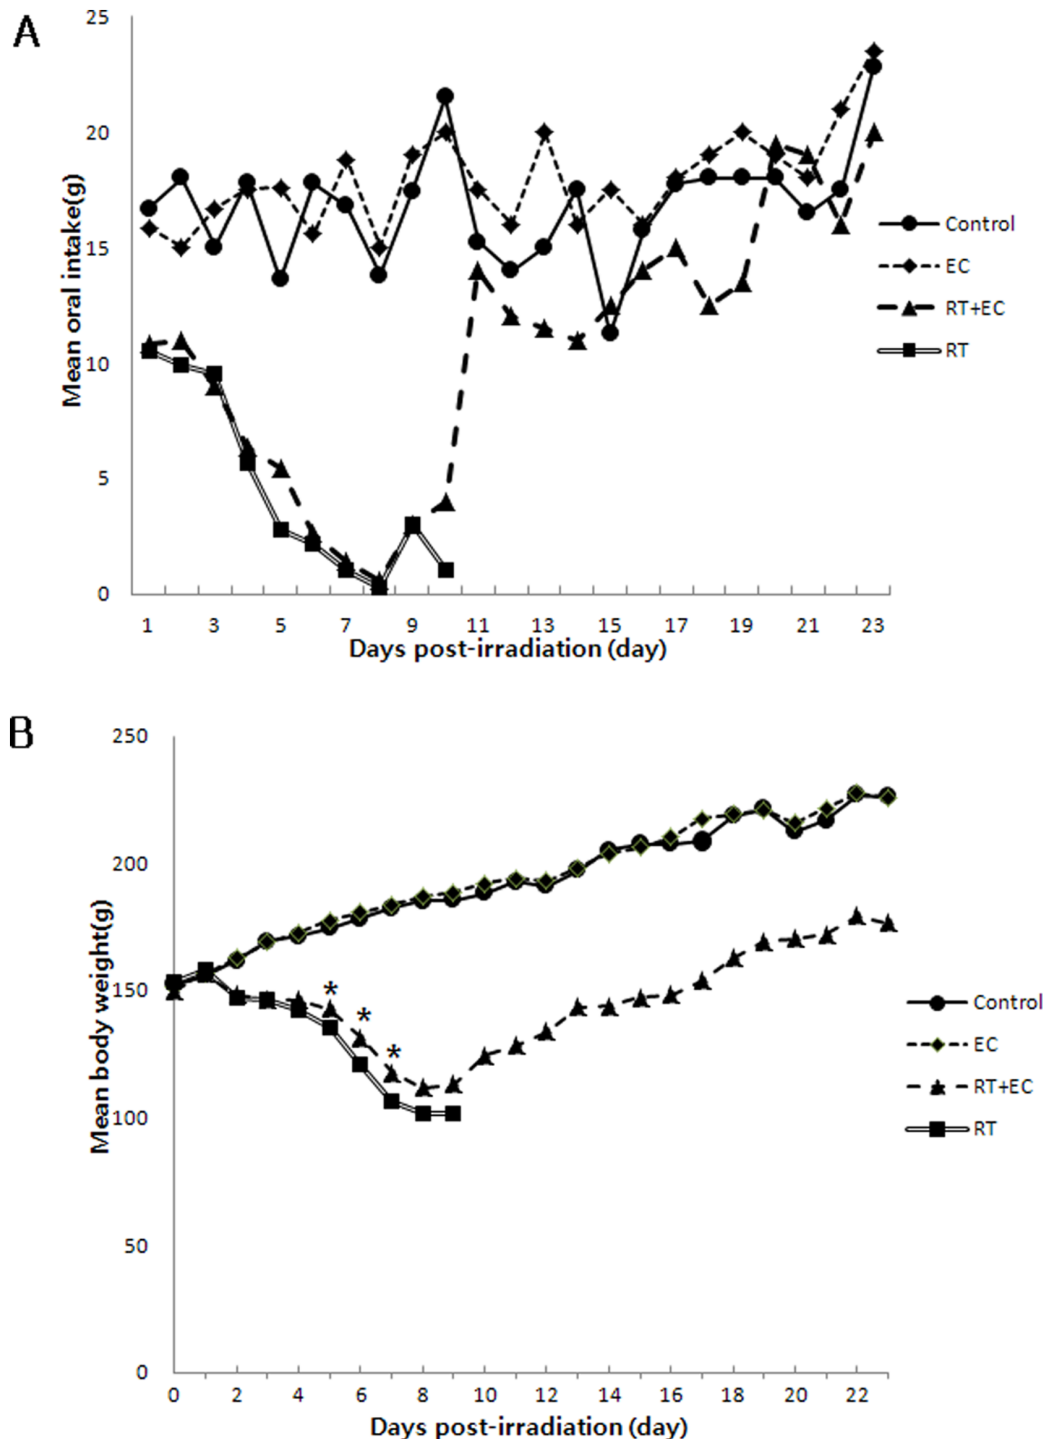 A
25
20
15
10
5
0
Mean oral intake(g)
1 3 5 7 9 11 13 15 17 19 21 23
Days post-irradiation (day)
Control
EC
RT+EC
RT
B
250
200
150
100
50
0
Mean body weight(g)
* * *
0 2 4 6 8 10 12 14 16 18 20 22
Days post-irradiation (day)
Control
EC
RT+EC
RT